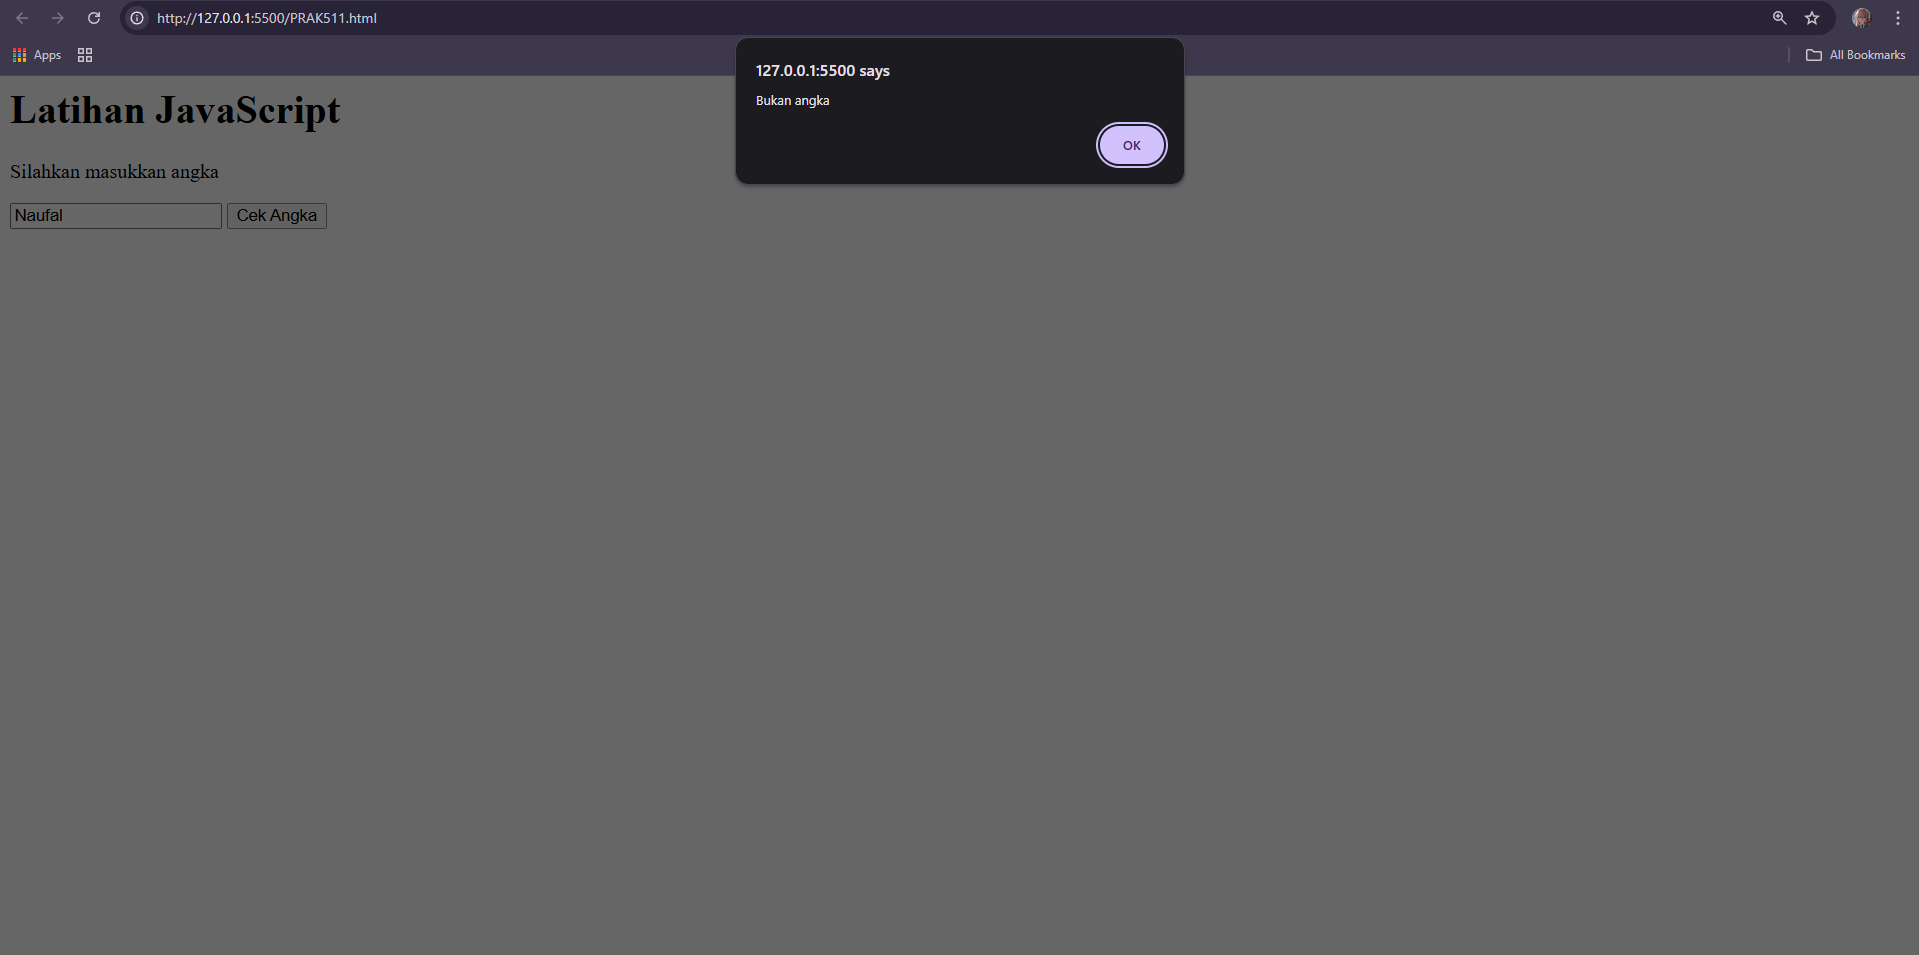 http://127.0.0.1:5500/PRAK511.html
Apps
All Bookmarks
127.0.0.1:5500 says
Bukan angka
OK
Latihan JavaScript
Silahkan masukkan angka
Naufal Cek Angka